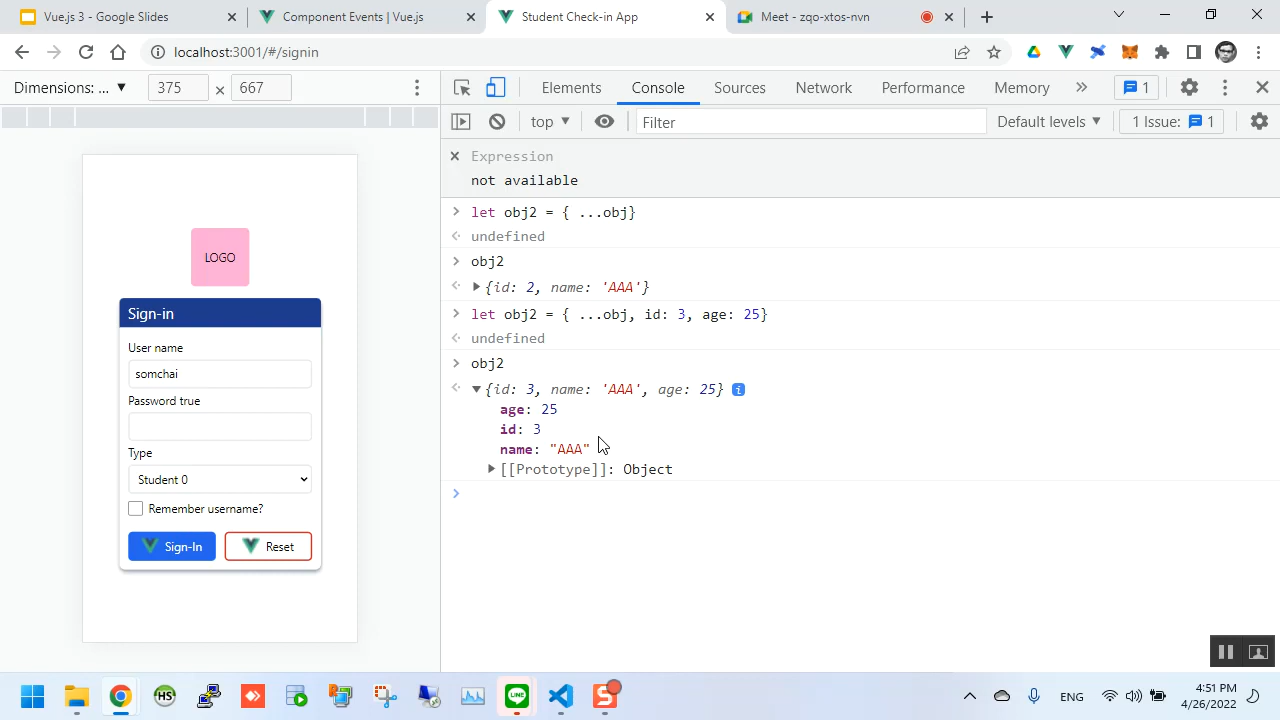 Vue.js 3 - Google Slides
Component Events | Vue.js
Student Check-in App
Meet - zqo-xtos-nvn
localhost:3001/#/signin
Dimensions: ... 375 × 667
Elements Console Sources Network Performance Memory » 1
top Filter Default levels 1 Issue: 1
Expression
not available
let obj2 = { ...obj}
undefined
obj2
{id: 2, name: 'AAA'}
let obj2 = { ...obj, id: 3, age: 25}
undefined
obj2
{id: 3, name: 'AAA', age: 25} i
age: 25
id: 3
name: "AAA"
[[Prototype]]: Object
LOGO
Sign-in
User name
somchai
Password true
Type
Student 0
Remember username?
Sign-In Reset
HS
LINE
S
ENG
4:51 PM
4/26/2022